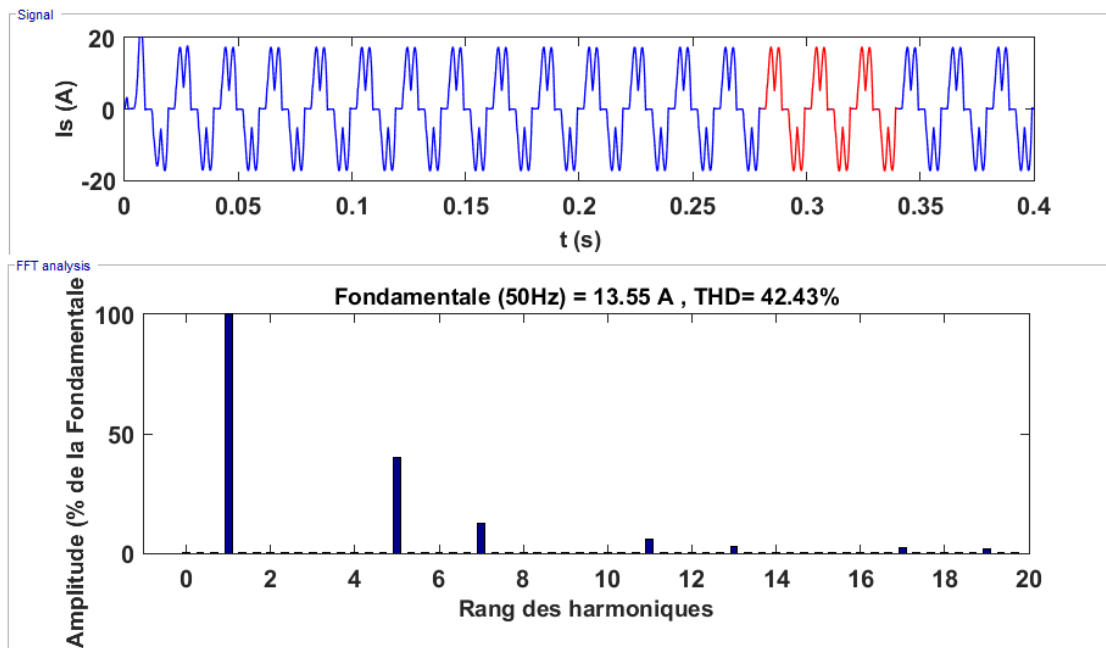 Signal
Is (A)
20
0
-20
0 0.05 0.1 0.15 0.2 0.25 0.3 0.35 0.4
t (s)
FFT analysis
Fondamentale (50Hz) = 13.55 A , THD= 42.43%
Amplitude (% de la Fondamentale
100
50
0
0 2 4 6 8 10 12 14 16 18 20
Rang des harmoniques